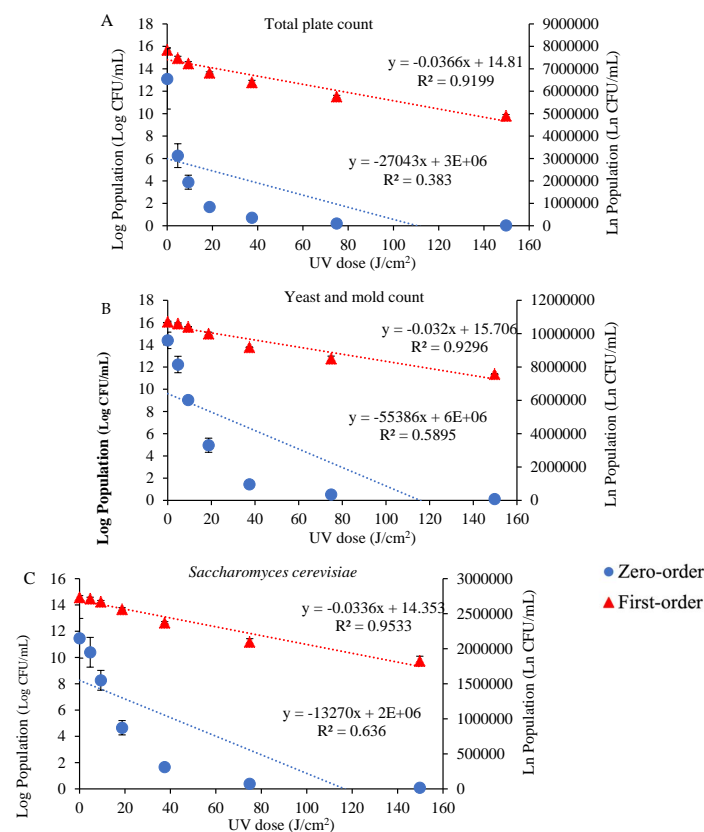 A
Total plate count
18
16
14
12
10
8
6
4
2
0
9000000
8000000
7000000
6000000
5000000
4000000
3000000
2000000
1000000
0
y = -0.0366x + 14.81
R² = 0.9199
y = -27043x + 3E+06
R² = 0.383
0 20 40 60 80 100 120 140 160
UV dose (J/cm²)
Log Population (Log CFU/mL)
Ln Population (Ln CFU/mL)
B
Yeast and mold count
18
16
14
12
10
8
6
4
2
0
12000000
10000000
8000000
6000000
4000000
2000000
0
y = -0.032x + 15.706
R² = 0.9296
y = -55386x + 6E+06
R² = 0.5895
0 20 40 60 80 100 120 140 160
UV dose (J/cm²)
Log Population (Log CFU/mL)
Ln Population (Ln CFU/mL)
C
Saccharomyces cerevisiae
16
14
12
10
8
6
4
2
0
3000000
2500000
2000000
1500000
1000000
500000
0
y = -0.0336x + 14.353
R² = 0.9533
y = -13270x + 2E+06
R² = 0.636
0 20 40 60 80 100 120 140 160
UV dose (J/cm²)
Log Population (Log CFU/mL)
Ln Population (Ln CFU/mL)
Zero-order
First-order